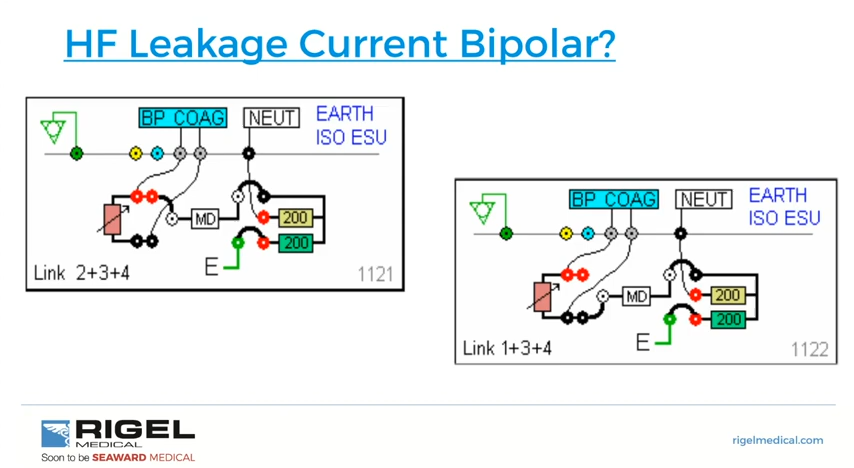 HF Leakage Current Bipolar?
BP COAG
NEUT
EARTH
ISO ESU
MD
200
200
E
Link 2+3+4
1121
BP COAG
NEUT
EARTH
ISO ESU
MD
200
200
E
Link 1+3+4
1122
RIGEL
MEDICAL
Soon to be SEAWARD MEDICAL
rigelmedical.com